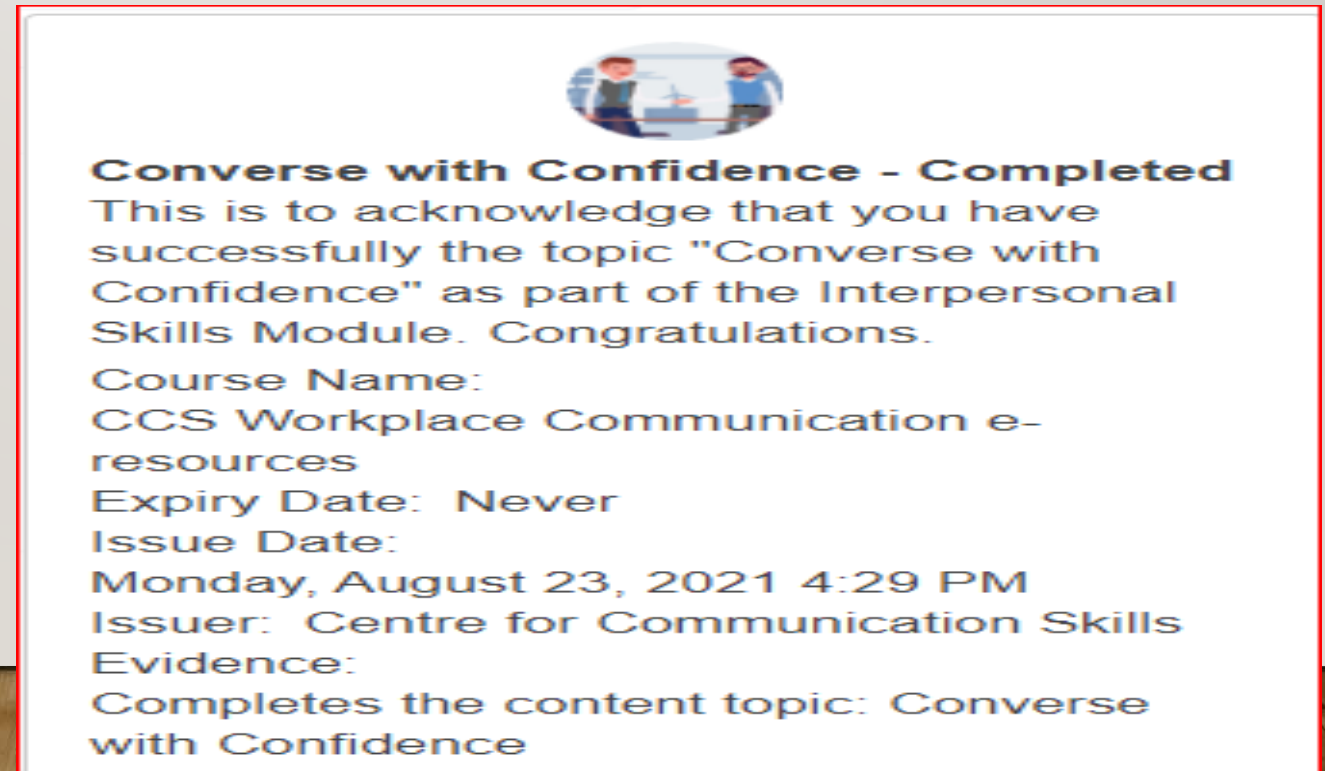 Converse with Confidence - Completed
This is to acknowledge that you have
successfully the topic "Converse with
Confidence" as part of the Interpersonal
Skills Module. Congratulations.
Course Name:
CCS Workplace Communication e-
resources
Expiry Date: Never
Issue Date:
Monday, August 23, 2021 4:29 PM
Issuer: Centre for Communication Skills
Evidence:
Completes the content topic: Converse
with Confidence